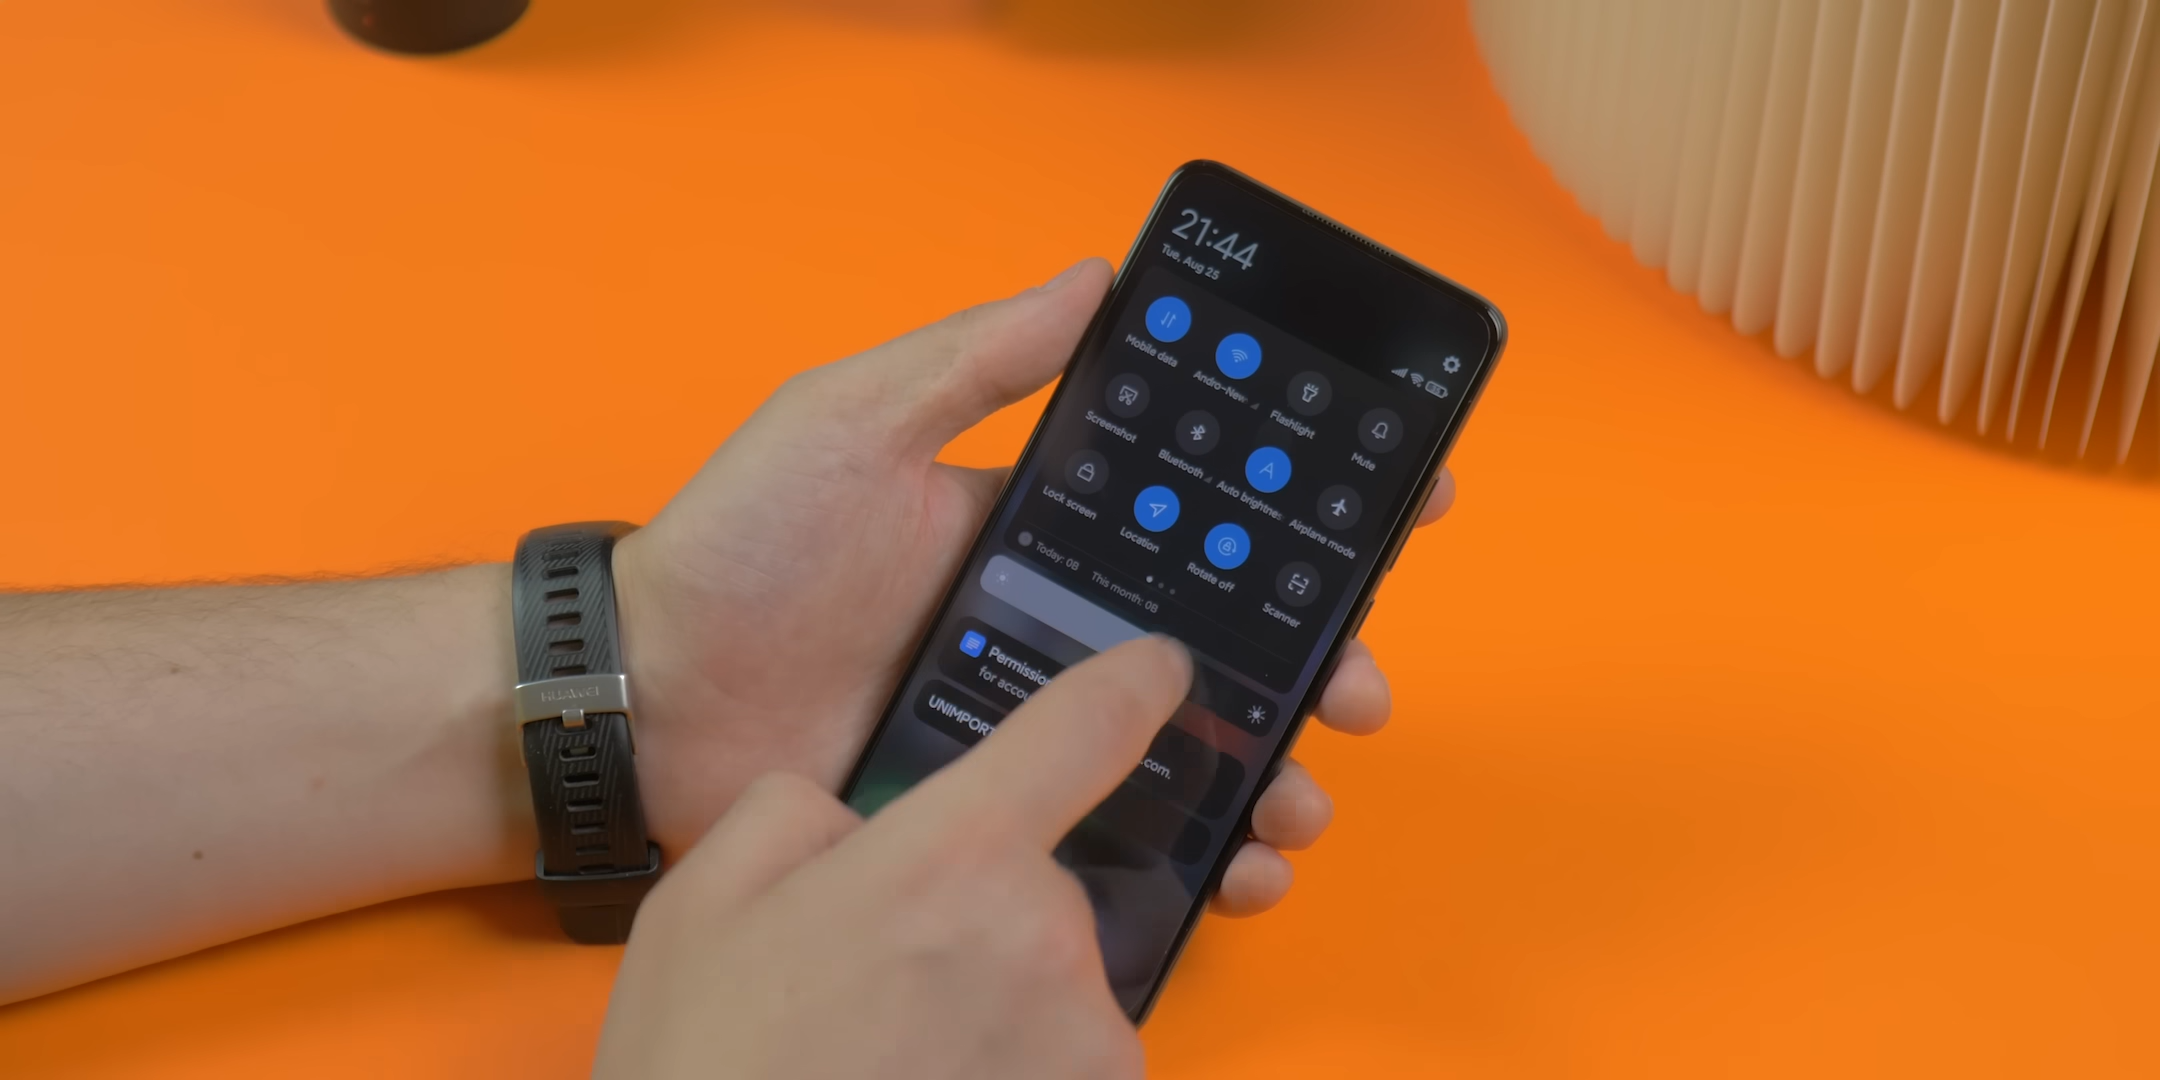 21:44
Tue, Aug 25
Mobile data
Andro-New
Flashlight
Mute
Screenshot
Bluetooth
Auto brightnes
Airplane mode
Lock screen
Location
Rotate off
Scanner
Today: 0B This month: 0B
Permission
for accou
.com.
UNIMPORT
HUAWEI